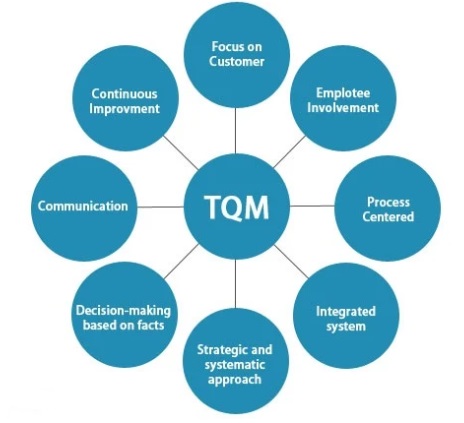 Focus on
Customer
Emplotee
Involvement
Process
Centered
Integrated
system
Strategic and
systematic
approach
Decision-making
based on facts
Communication
Continuous
Improvment
TQM